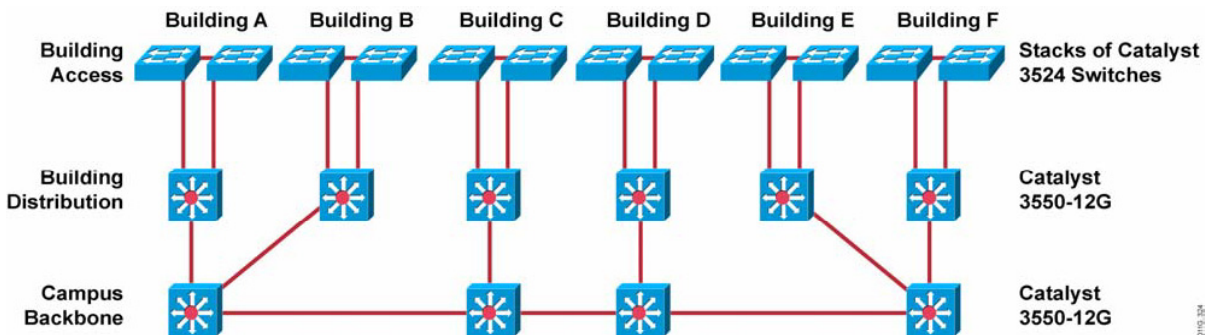 Building A
Building B
Building C
Building D
Building E
Building F
Building
Access
Stacks of Catalyst
3524 Switches
Building
Distribution
Catalyst
3550-12G
Campus
Backbone
Catalyst
3550-12G